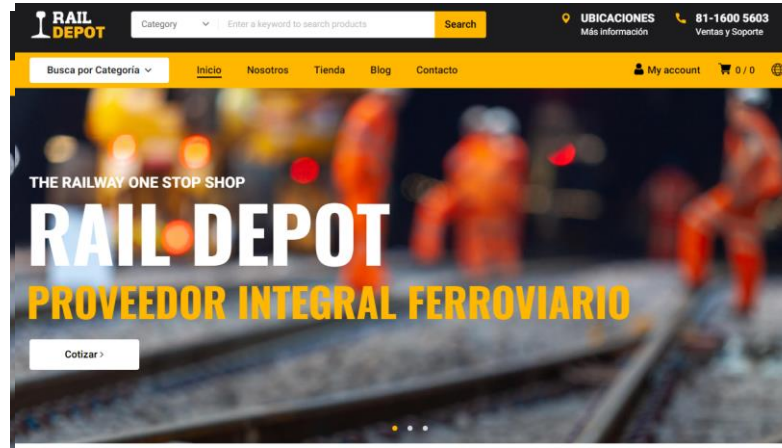 RAIL
DEPOT
Category
Enter a keyword to search products
Search
UBICACIONES
Más información
81-1600 5603
Ventas y Soporte
Busca por Categoría
Inicio
Nosotros
Tienda
Blog
Contacto
My account
0 / 0
THE RAILWAY ONE STOP SHOP
RAIL DEPOT
PROVEEDOR INTEGRAL FERROVIARIO
Cotizar >